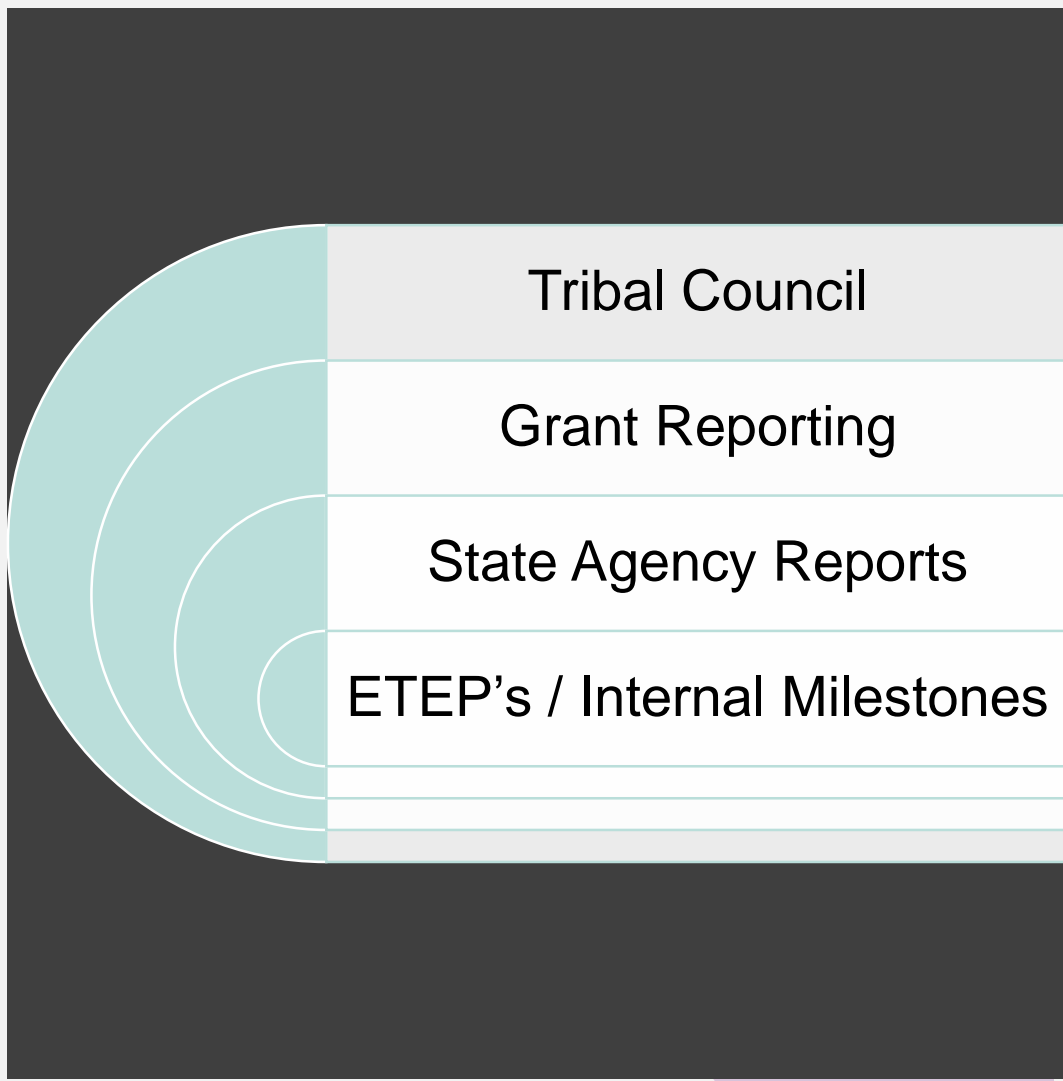 Tribal Council
Grant Reporting
State Agency Reports
ETEP’s / Internal Milestones